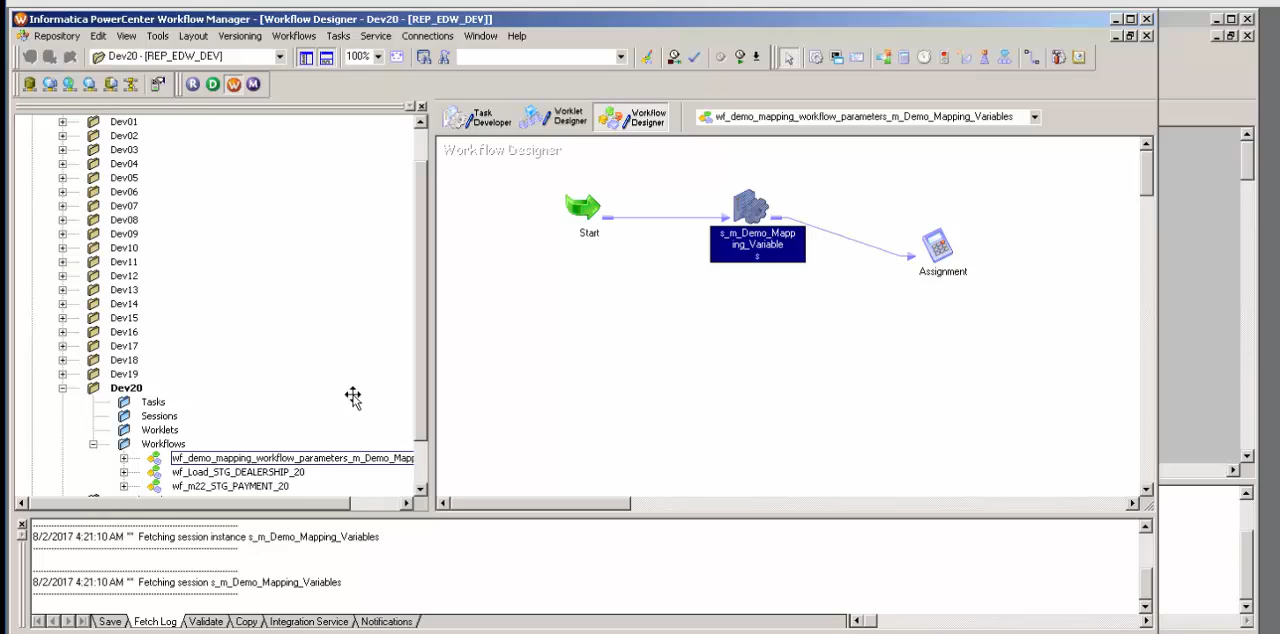 Informatica PowerCenter Workflow Manager - [Workflow Designer - Dev20 - [REP_EDW_DEV]]
Repository Edit View Tools Layout Versioning Workflows Tasks Service Connections Window Help
Dev20 - [REP_EDW_DEV]
100%
R D W M
Task Developer
Worklet Designer
Workflow Designer
wf_demo_mapping_workflow_parameters_m_Demo_Mapping_Variables
Dev01
Dev02
Dev03
Dev04
Dev05
Dev06
Dev07
Dev08
Dev09
Dev10
Dev11
Dev12
Dev13
Dev14
Dev15
Dev16
Dev17
Dev18
Dev19
Dev20
Tasks
Sessions
Worklets
Workflows
wf_demo_mapping_workflow_parameters_m_Demo_Mapp
wf_Load_STG_DEALERSHIP_20
wf_m22_STG_PAYMENT_20
Workflow Designer
Start
s_m_Demo_Mapp
ing_Variable
s
Assignment
8/2/2017 4:21:10 AM ** Fetching session instance s_m_Demo_Mapping_Variables
8/2/2017 4:21:10 AM ** Fetching session s_m_Demo_Mapping_Variables
Save Fetch Log Validate Copy Integration Service Notifications